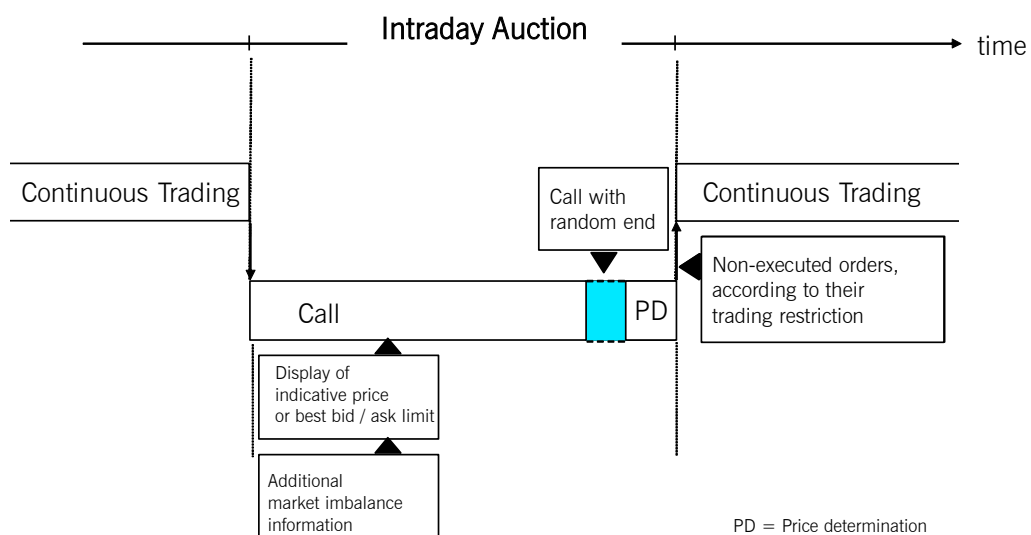 Intraday Auction
time
Continuous Trading
Continuous Trading
Call with
random end
Non-executed orders,
according to their
trading restriction
Call
PD
Display of
indicative price
or best bid / ask limit
Additional
market imbalance
information
PD = Price determination